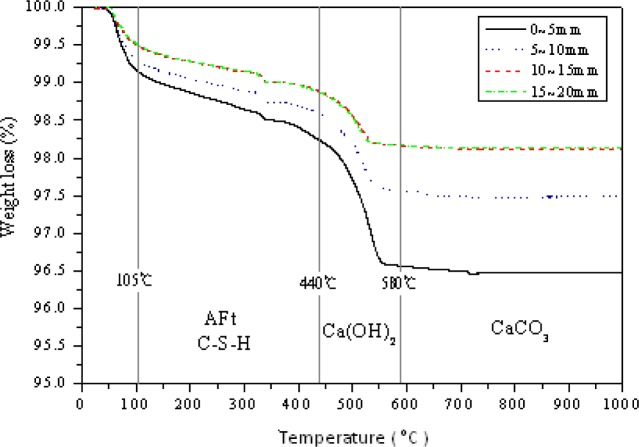 100.0
99.5
99.0
98.5
98.0
97.5
97.0
96.5
96.0
95.5
95.0
Weight loss (%)
0~5mm
5~10mm
10~15mm
15~20mm
105℃
440℃
580℃
AFt
C-S-H
Ca(OH)₂
CaCO₃
0 100 200 300 400 500 600 700 800 900 1000
Temperature (°C)